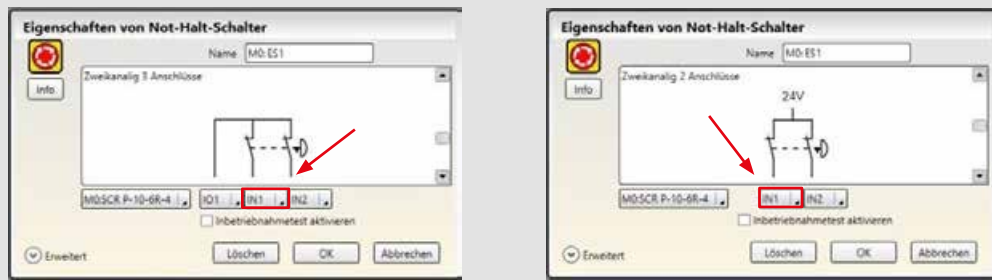 Eigenschaften von Not-Halt-Schalter
Name M0:ES1
Info
Zweikanalig 3 Anschlüsse
M0:SCR P-10-6R-4 IO1 IN1 IN2
Inbetriebnahmetest aktivieren
Erweitert Löschen OK Abbrechen
Eigenschaften von Not-Halt-Schalter
Name M0:ES1
Info
Zweikanalig 2 Anschlüsse
24V
M0:SCR P-10-6R-4 IN1 IN2
Inbetriebnahmetest aktivieren
Erweitert Löschen OK Abbrechen